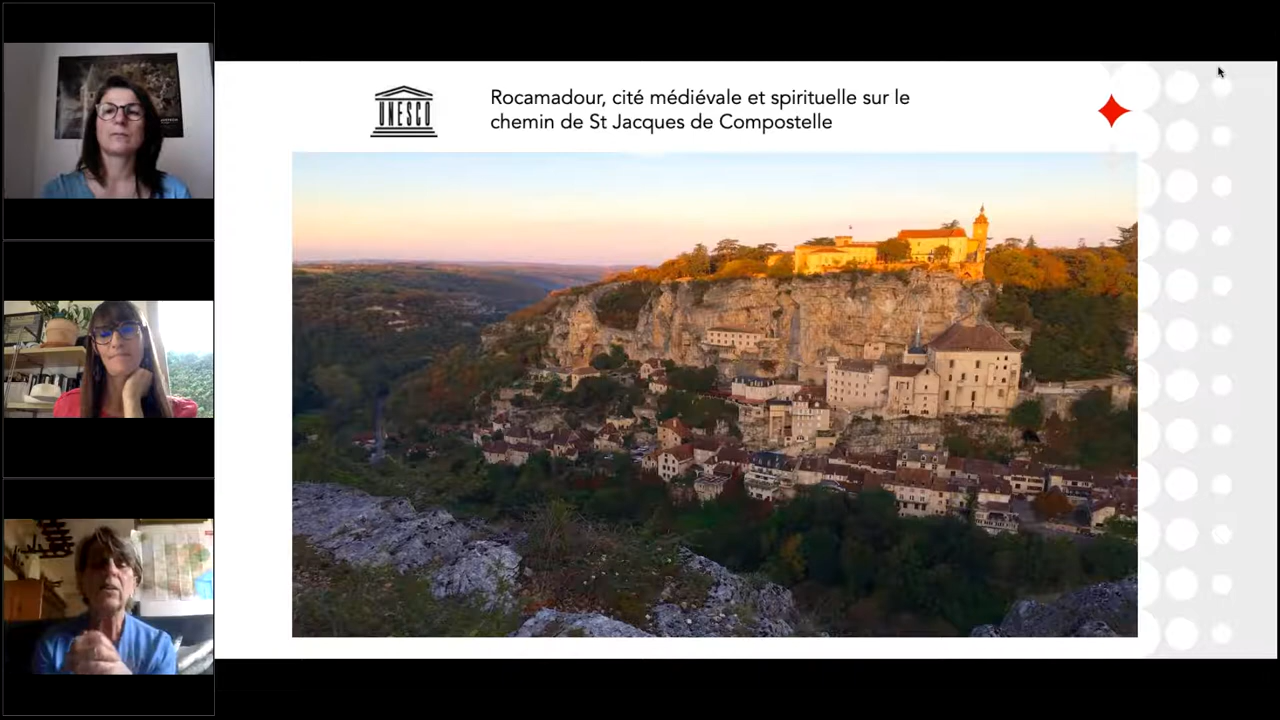 UNESCO
Rocamadour, cité médiévale et spirituelle sur le
chemin de St Jacques de Compostelle